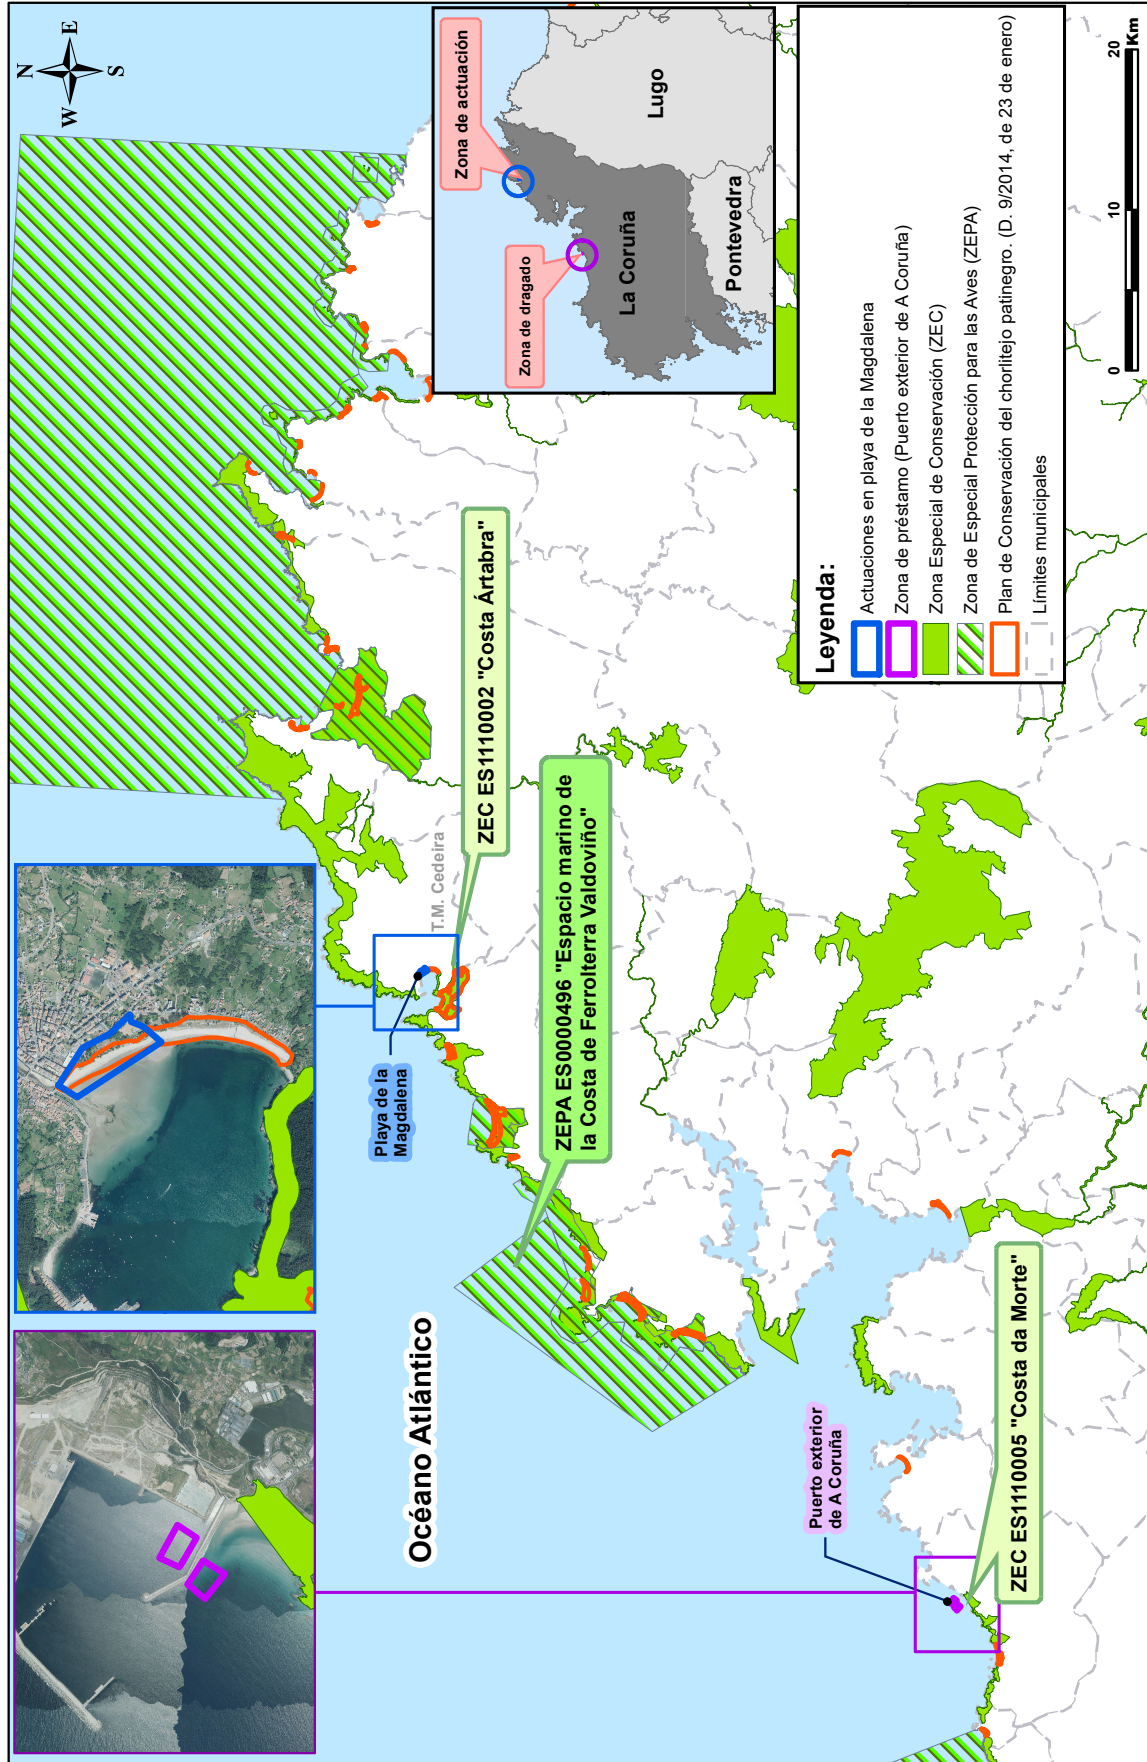 N
W
E
S
Océano Atlántico
Playa de la
Magdalena
T.M. Cedeira
ZEC ES1110002 "Costa Ártabra"
ZEPA ES0000496 "Espacio marino de
la Costa de Ferrolterra Valdoviño"
Puerto exterior
de A Coruña
ZEC ES1110005 "Costa da Morte"
Zona de actuación
Zona de dragado
La Coruña
Lugo
Pontevedra
Leyenda:
Actuaciones en playa de la Magdalena
Zona de préstamo (Puerto exterior de A Coruña)
Zona Especial de Conservación (ZEC)
Zona de Especial Protección para las Aves (ZEPA)
Plan de Conservación del chorlitejo patinegro. (D. 9/2014, de 23 de enero)
Límites municipales
0 10 20
Km